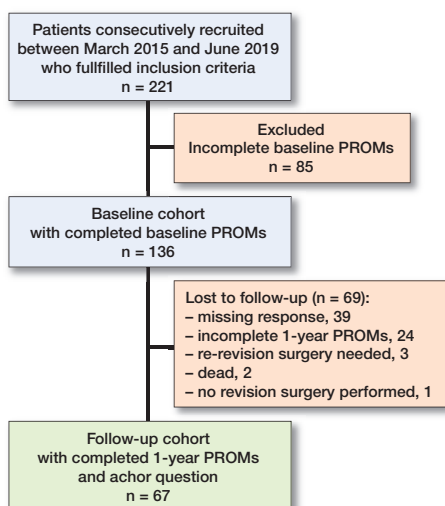 Patients consecutively recruited
between March 2015 and June 2019
who fullfilled inclusion criteria
n = 221
Excluded
Incomplete baseline PROMs
n = 85
Baseline cohort
with completed baseline PROMs
n = 136
Lost to follow-up (n = 69):
– missing response, 39
– incomplete 1-year PROMs, 24
– re-revision surgery needed, 3
– dead, 2
– no revision surgery performed, 1
Follow-up cohort
with completed 1-year PROMs
and achor question
n = 67